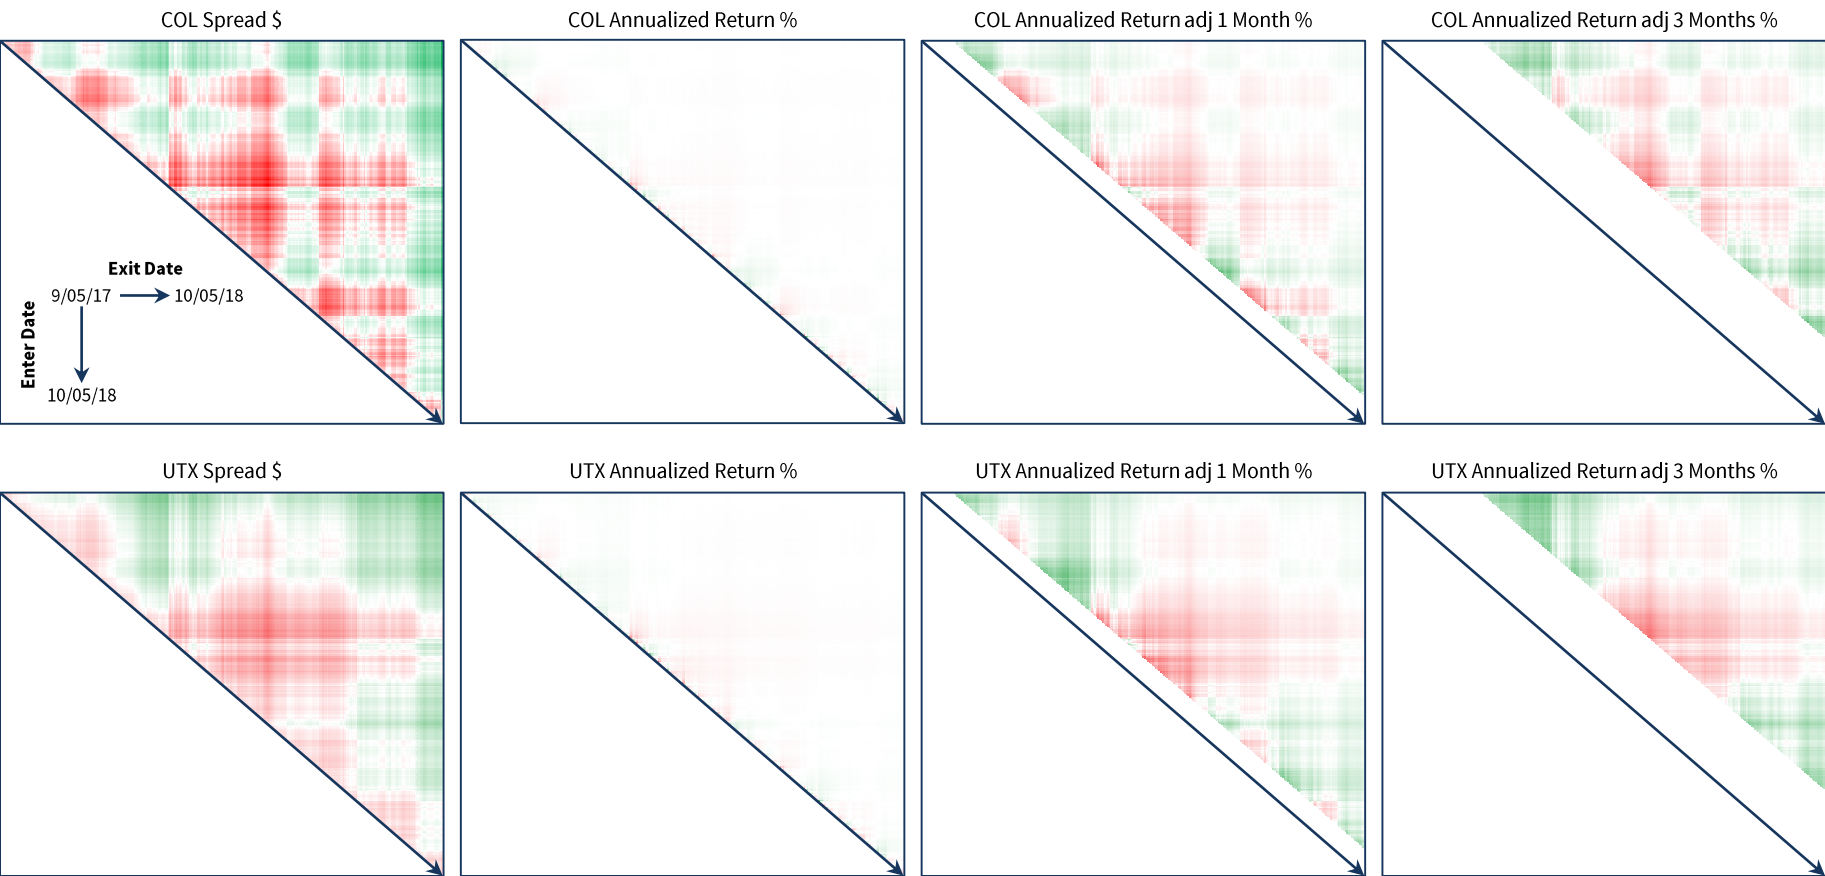 COL Spread $
COL Annualized Return %
COL Annualized Return adj 1 Month %
COL Annualized Return adj 3 Months %
Exit Date
9/05/17
10/05/18
Enter Date
10/05/18
UTX Spread $
UTX Annualized Return %
UTX Annualized Return adj 1 Month %
UTX Annualized Return adj 3 Months %